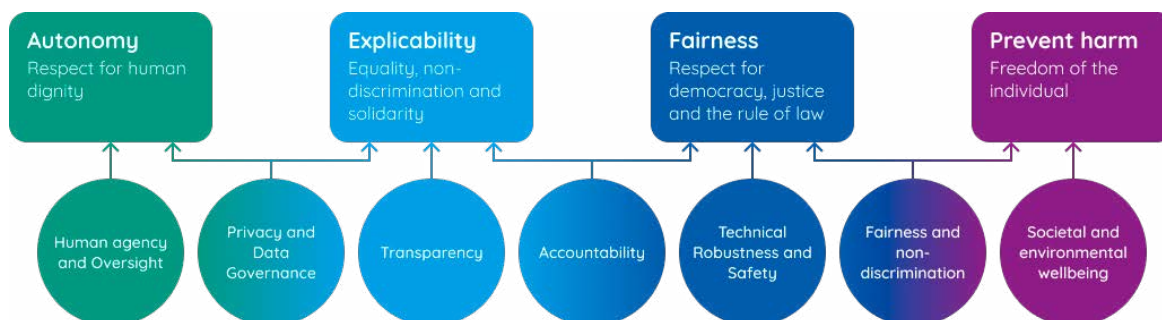 Autonomy
Respect for human
dignity
Explicability
Equality, non-
discrimination and
solidarity
Fairness
Respect for
democracy, justice
and the rule of law
Prevent harm
Freedom of the
individual
Human agency
and Oversight
Privacy and
Data
Governance
Transparency
Accountability
Technical
Robustness and
Safety
Fairness and
non-
discrimination
Societal and
environmental
wellbeing